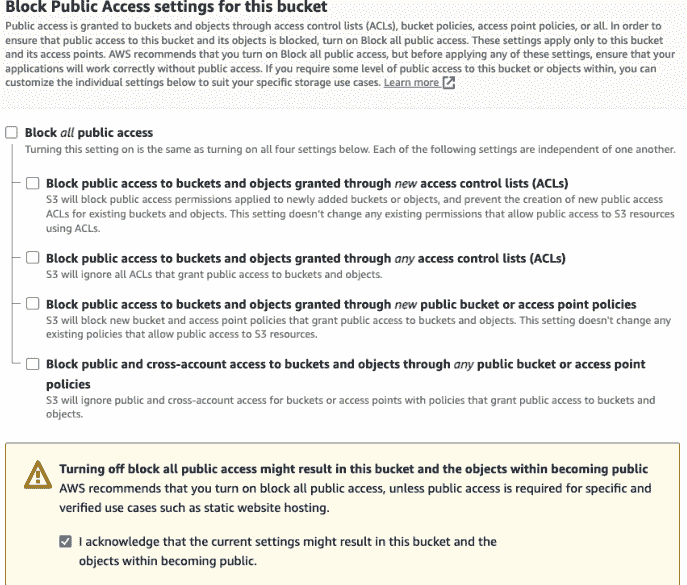 Block Public Access settings for this bucket
Public access is granted to buckets and objects through access control lists (ACLs), bucket policies, access point policies, or all. In order to
ensure that public access to this bucket and its objects is blocked, turn on Block all public access. These settings apply only to this bucket
and its access points. AWS recommends that you turn on Block all public access, but before applying any of these settings, ensure that your
applications will work correctly without public access. If you require some level of public access to this bucket or objects within, you can
customize the individual settings below to suit your specific storage use cases. Learn more
Block all public access
Turning this setting on is the same as turning on all four settings below. Each of the following settings are independent of one another.
Block public access to buckets and objects granted through new access control lists (ACLs)
S3 will block public access permissions applied to newly added buckets or objects, and prevent the creation of new public access
ACLs for existing buckets and objects. This setting doesn't change any existing permissions that allow public access to S3 resources
using ACLs.
Block public access to buckets and objects granted through any access control lists (ACLs)
S3 will ignore all ACLs that grant public access to buckets and objects.
Block public access to buckets and objects granted through new public bucket or access point policies
S3 will block new bucket and access point policies that grant public access to buckets and objects. This setting doesn't change any
existing policies that allow public access to S3 resources.
Block public and cross-account access to buckets and objects through any public bucket or access point
policies
S3 will ignore public and cross-account access for buckets or access points with policies that grant public access to buckets and
objects.
Turning off block all public access might result in this bucket and the objects within becoming public
AWS recommends that you turn on block all public access, unless public access is required for specific and
verified use cases such as static website hosting.
I acknowledge that the current settings might result in this bucket and the
objects within becoming public.